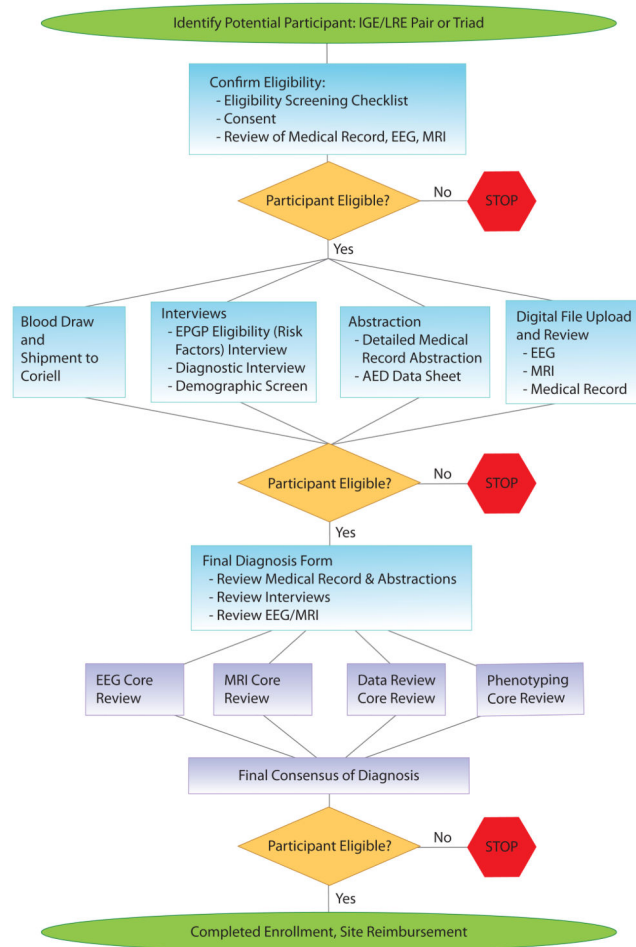 Identify Potential Participant: IGE/LRE Pair or Triad
Confirm Eligibility:
- Eligibility Screening Checklist
- Consent
- Review of Medical Record, EEG, MRI
Participant Eligible?
No
STOP
Yes
Blood Draw
and
Shipment to
Coriell
Interviews
- EPGP Eligibility (Risk
Factors) Interview
- Diagnostic Interview
- Demographic Screen
Abstraction
- Detailed Medical
Record Abstraction
- AED Data Sheet
Digital File Upload
and Review
- EEG
- MRI
- Medical Record
Participant Eligible?
No
STOP
Yes
Final Diagnosis Form
- Review Medical Record & Abstractions
- Review Interviews
- Review EEG/MRI
EEG Core
Review
MRI Core
Review
Data Review
Core Review
Phenotyping
Core Review
Final Consensus of Diagnosis
Participant Eligible?
No
STOP
Yes
Completed Enrollment, Site Reimbursement